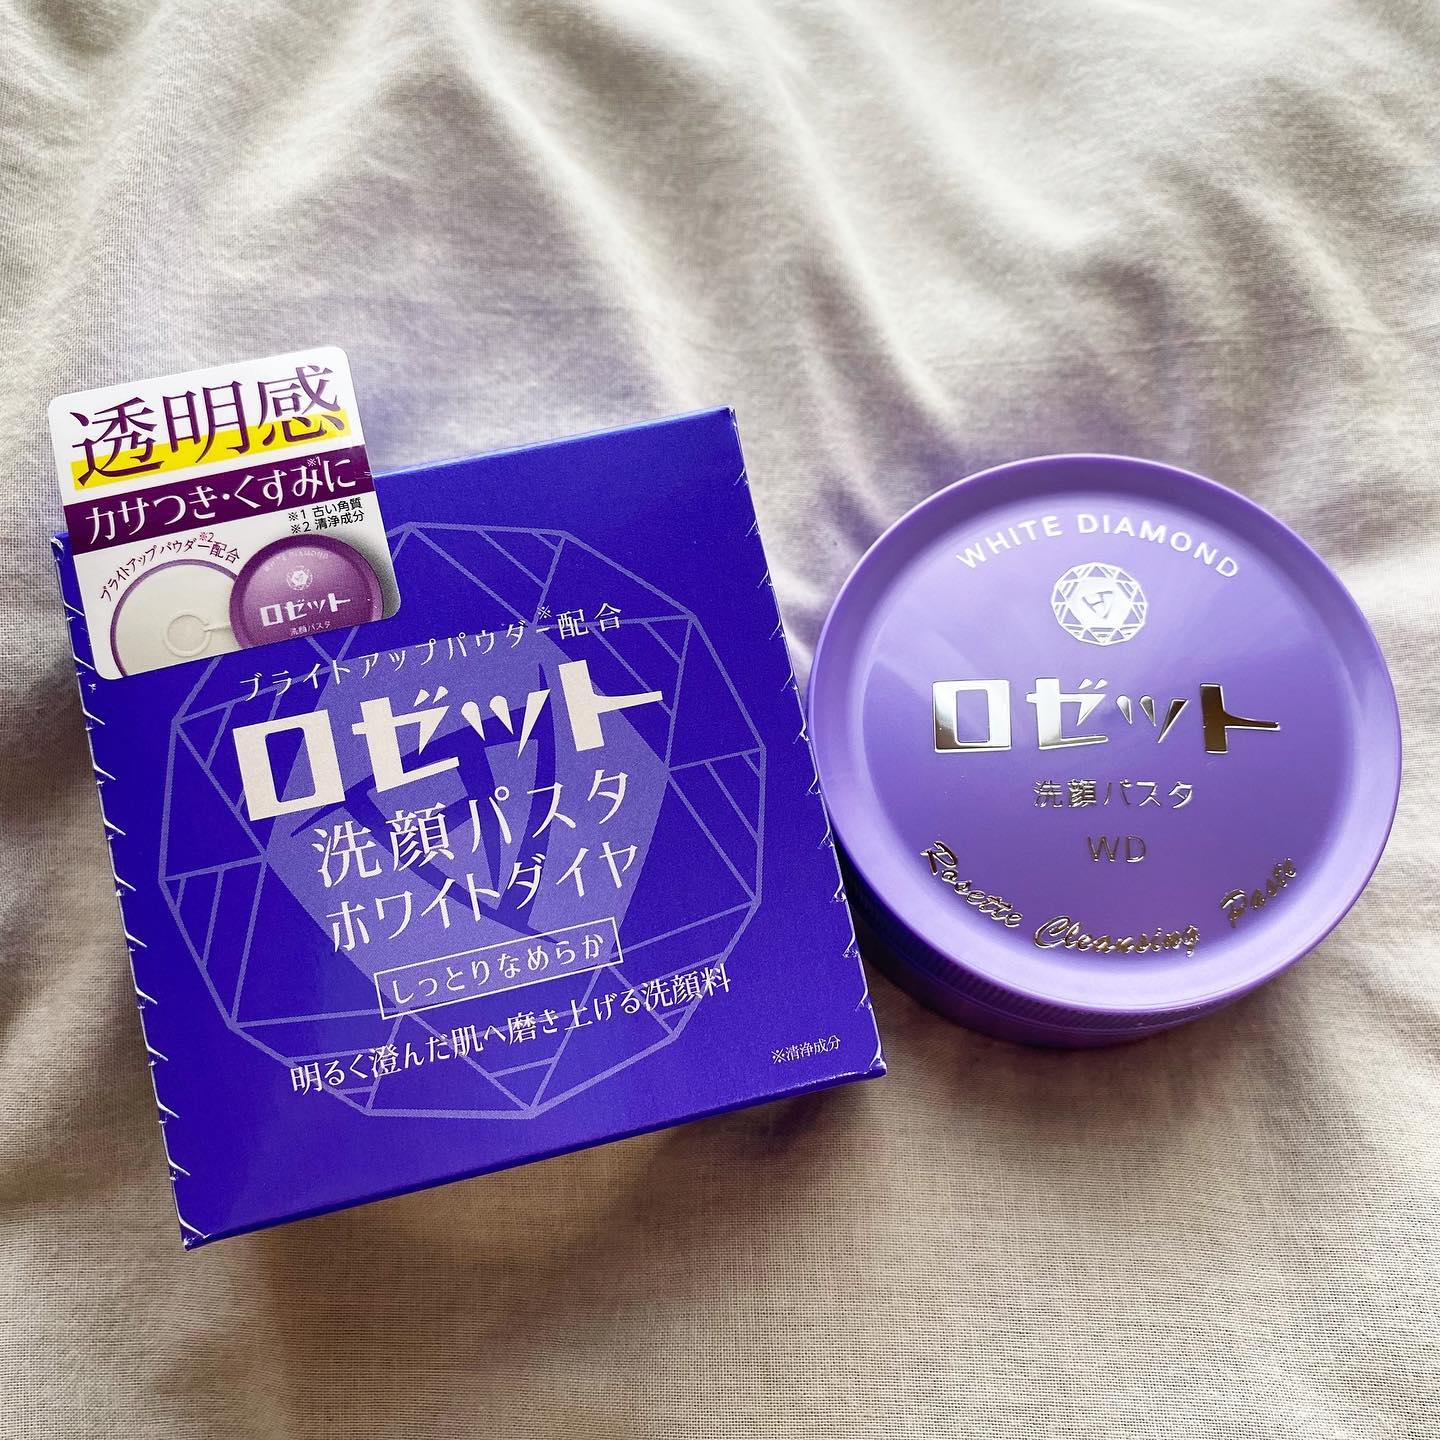 透明感
カサつき・くすみ※1に
※1 古い角質
※2 清浄成分
ブライトアップパウダー※2配合
WHITE DIAMOND
ロゼット
洗顔パスタ
ブライトアップパウダー※配合
ロゼット
洗顔パスタ
ホワイトダイヤ
しっとりなめらか
明るく澄んだ肌へ磨き上げる洗顔料
※清浄成分
WHITE DIAMOND
ロゼット
洗顔パスタ
WD
Rosette Cleansing Paste